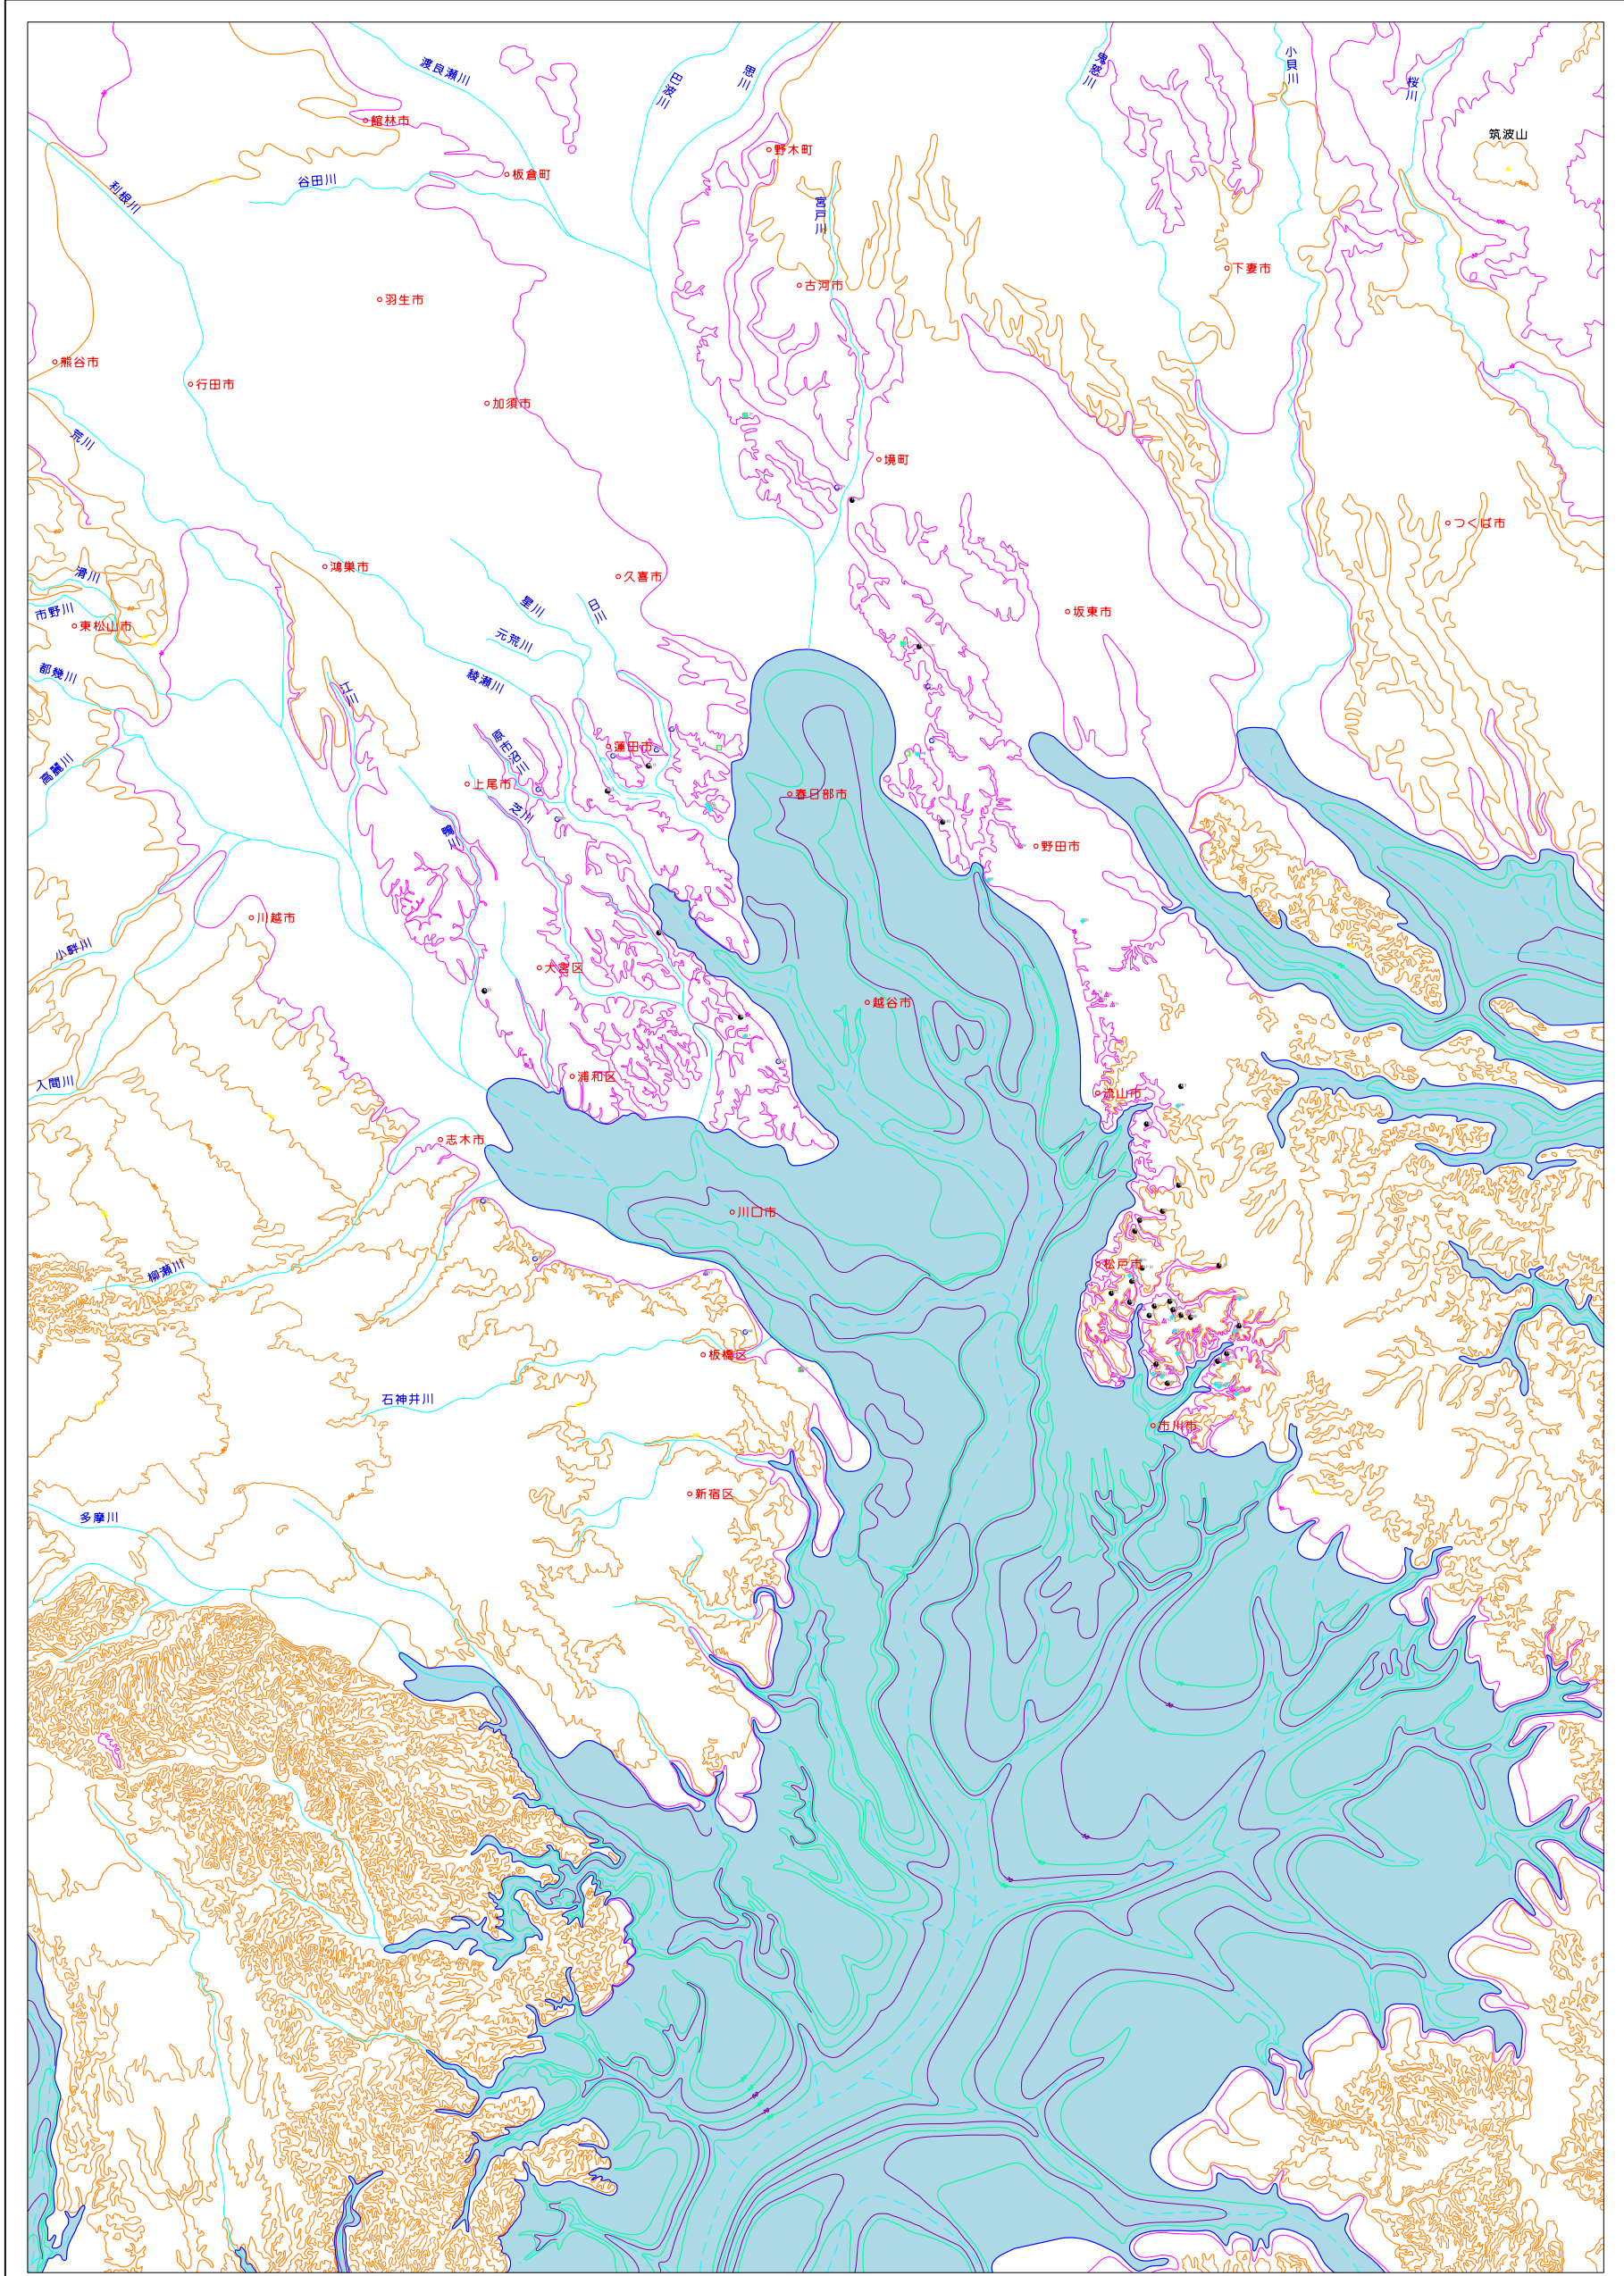 渡良瀬川
巴波川
思川
鬼怒川
小貝川
桜川
筑波山
館林市
野木町
板倉町
谷田川
利根川
宮戸川
下妻市
古河市
羽生市
熊谷市
行田市
加須市
荒川
境町
つくば市
鴻巣市
久喜市
滑川
市野川
東松山市
星川
日川
坂東市
元荒川
都幾川
綾瀬川
江川
原市沼川
蓮田市
高麗川
上尾市
芝川
春日部市
鴨川
野田市
川越市
小畔川
大宮区
越谷市
入間川
浦和区
流山市
志木市
川口市
柳瀬川
松戸市
板橋区
石神井川
市川市
新宿区
多摩川